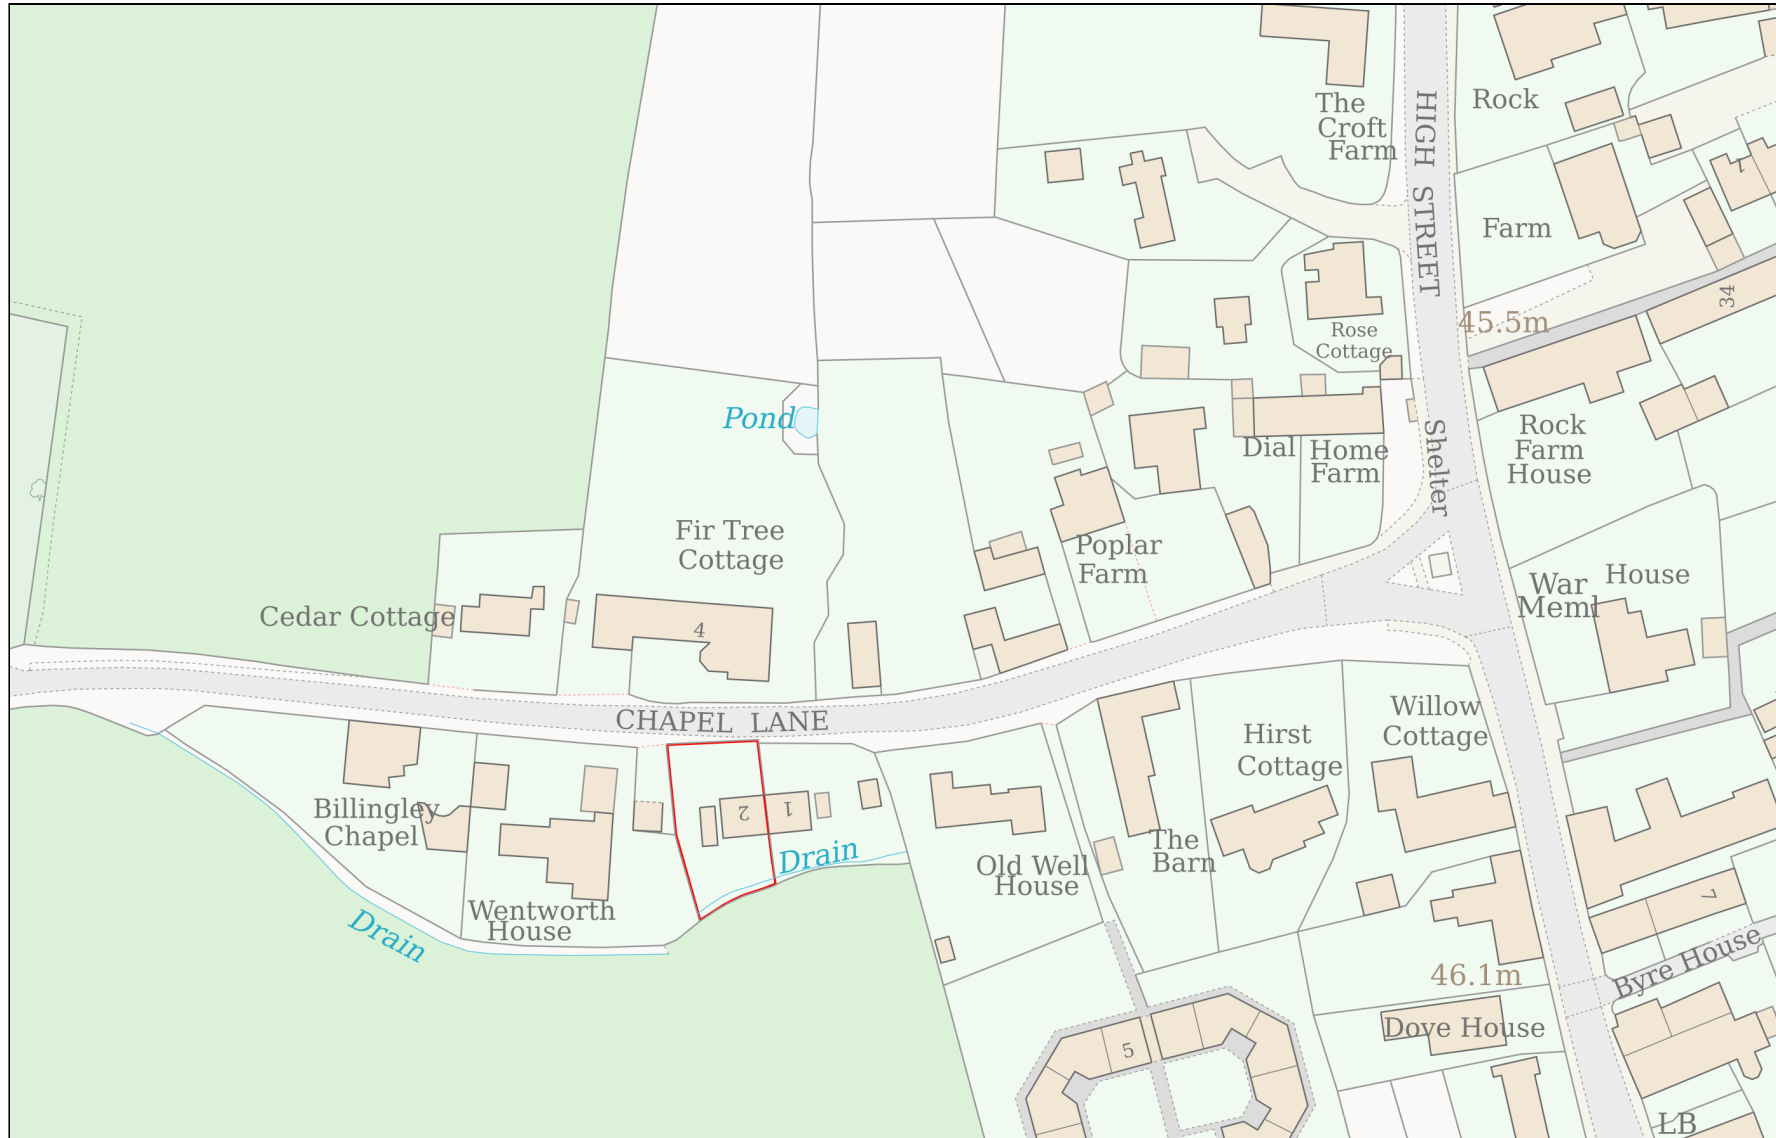 The
Croft
Farm
Rock
HIGH STREET
1
Farm
34
45.5m
Rose
Cottage
Pond
Shelter
Dial
Home
Farm
Rock
Farm
House
Fir Tree
Cottage
Poplar
Farm
War
Meml
House
Cedar Cottage
4
CHAPEL LANE
Willow
Cottage
Hirst
Cottage
Billingley
Chapel
2
1
Drain
The
Barn
Old Well
House
7
Wentworth
House
Drain
Byre House
46.1m
Dove House
5
LB